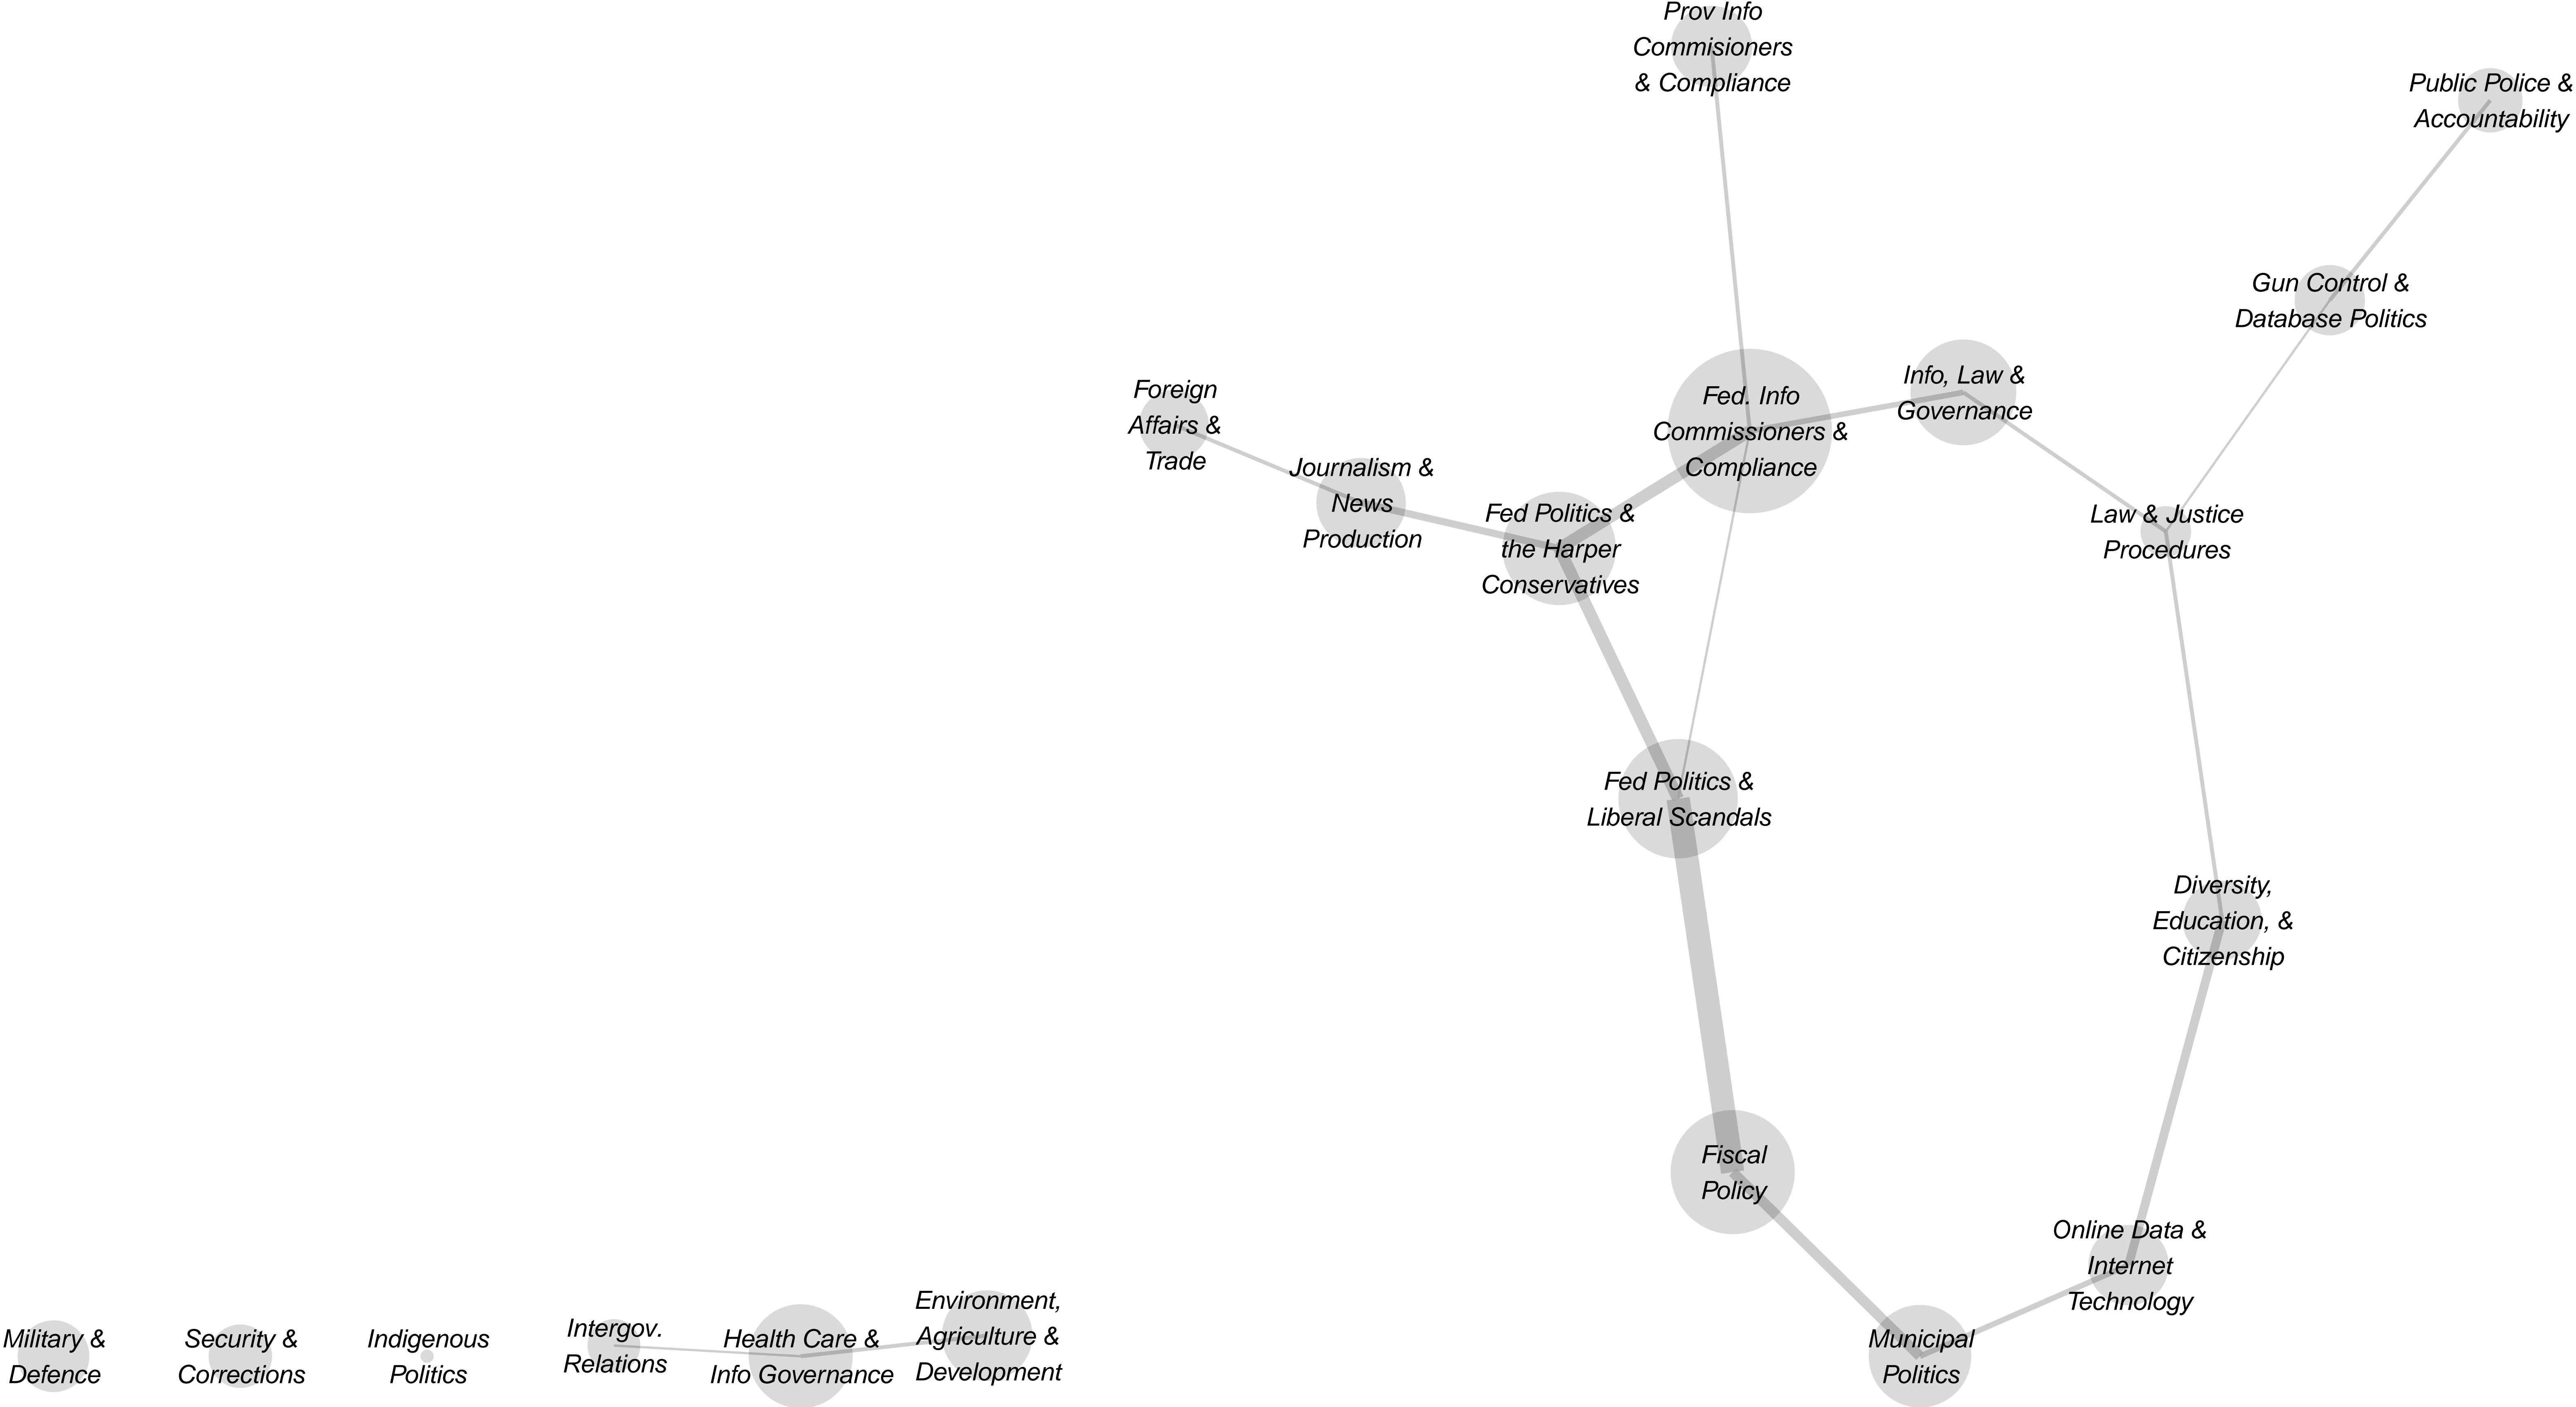 Prov Info
Commisioners
& Compliance
Public Police &
Accountability
Gun Control &
Database Politics
Foreign
Affairs &
Trade
Journalism &
News
Production
Fed. Info
Commissioners &
Compliance
Info, Law &
Governance
Fed Politics &
the Harper
Conservatives
Law & Justice
Procedures
Fed Politics &
Liberal Scandals
Diversity,
Education, &
Citizenship
Fiscal
Policy
Online Data &
Internet
Technology
Military &
Defence
Security &
Corrections
Indigenous
Politics
Intergov.
Relations
Health Care &
Info Governance
Environment,
Agriculture &
Development
Municipal
Politics